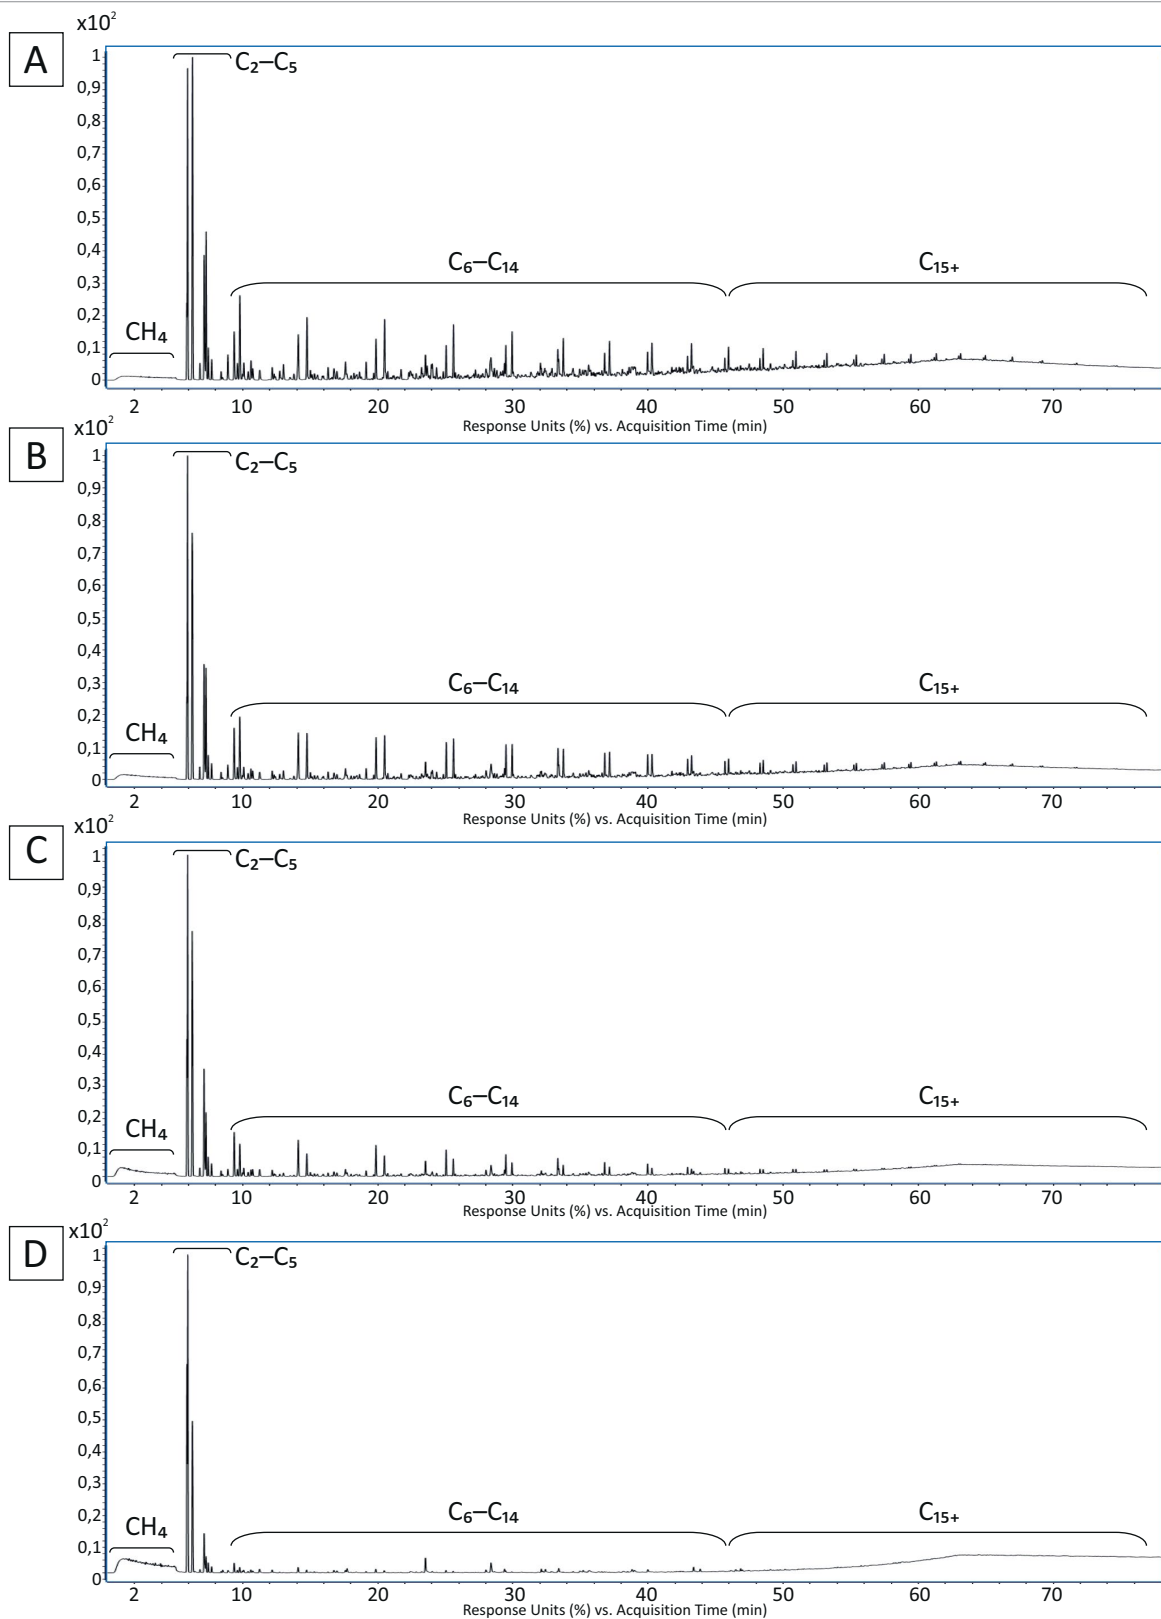 x10²
A
C₂–C₅
1
0,9
0,8
0,7
0,6
0,5
0,4
0,3
0,2
0,1
0
CH₄
C₆–C₁₄
C₁₅₊
2 10 20 30 40 50 60 70
Response Units (%) vs. Acquisition Time (min)
x10²
B
C₂–C₅
1
0,9
0,8
0,7
0,6
0,5
0,4
0,3
0,2
0,1
0
CH₄
C₆–C₁₄
C₁₅₊
2 10 20 30 40 50 60 70
Response Units (%) vs. Acquisition Time (min)
x10²
C
C₂–C₅
1
0,9
0,8
0,7
0,6
0,5
0,4
0,3
0,2
0,1
0
CH₄
C₆–C₁₄
C₁₅₊
2 10 20 30 40 50 60 70
Response Units (%) vs. Acquisition Time (min)
x10²
D
C₂–C₅
1
0,9
0,8
0,7
0,6
0,5
0,4
0,3
0,2
0,1
0
CH₄
C₆–C₁₄
C₁₅₊
2 10 20 30 40 50 60 70
Response Units (%) vs. Acquisition Time (min)